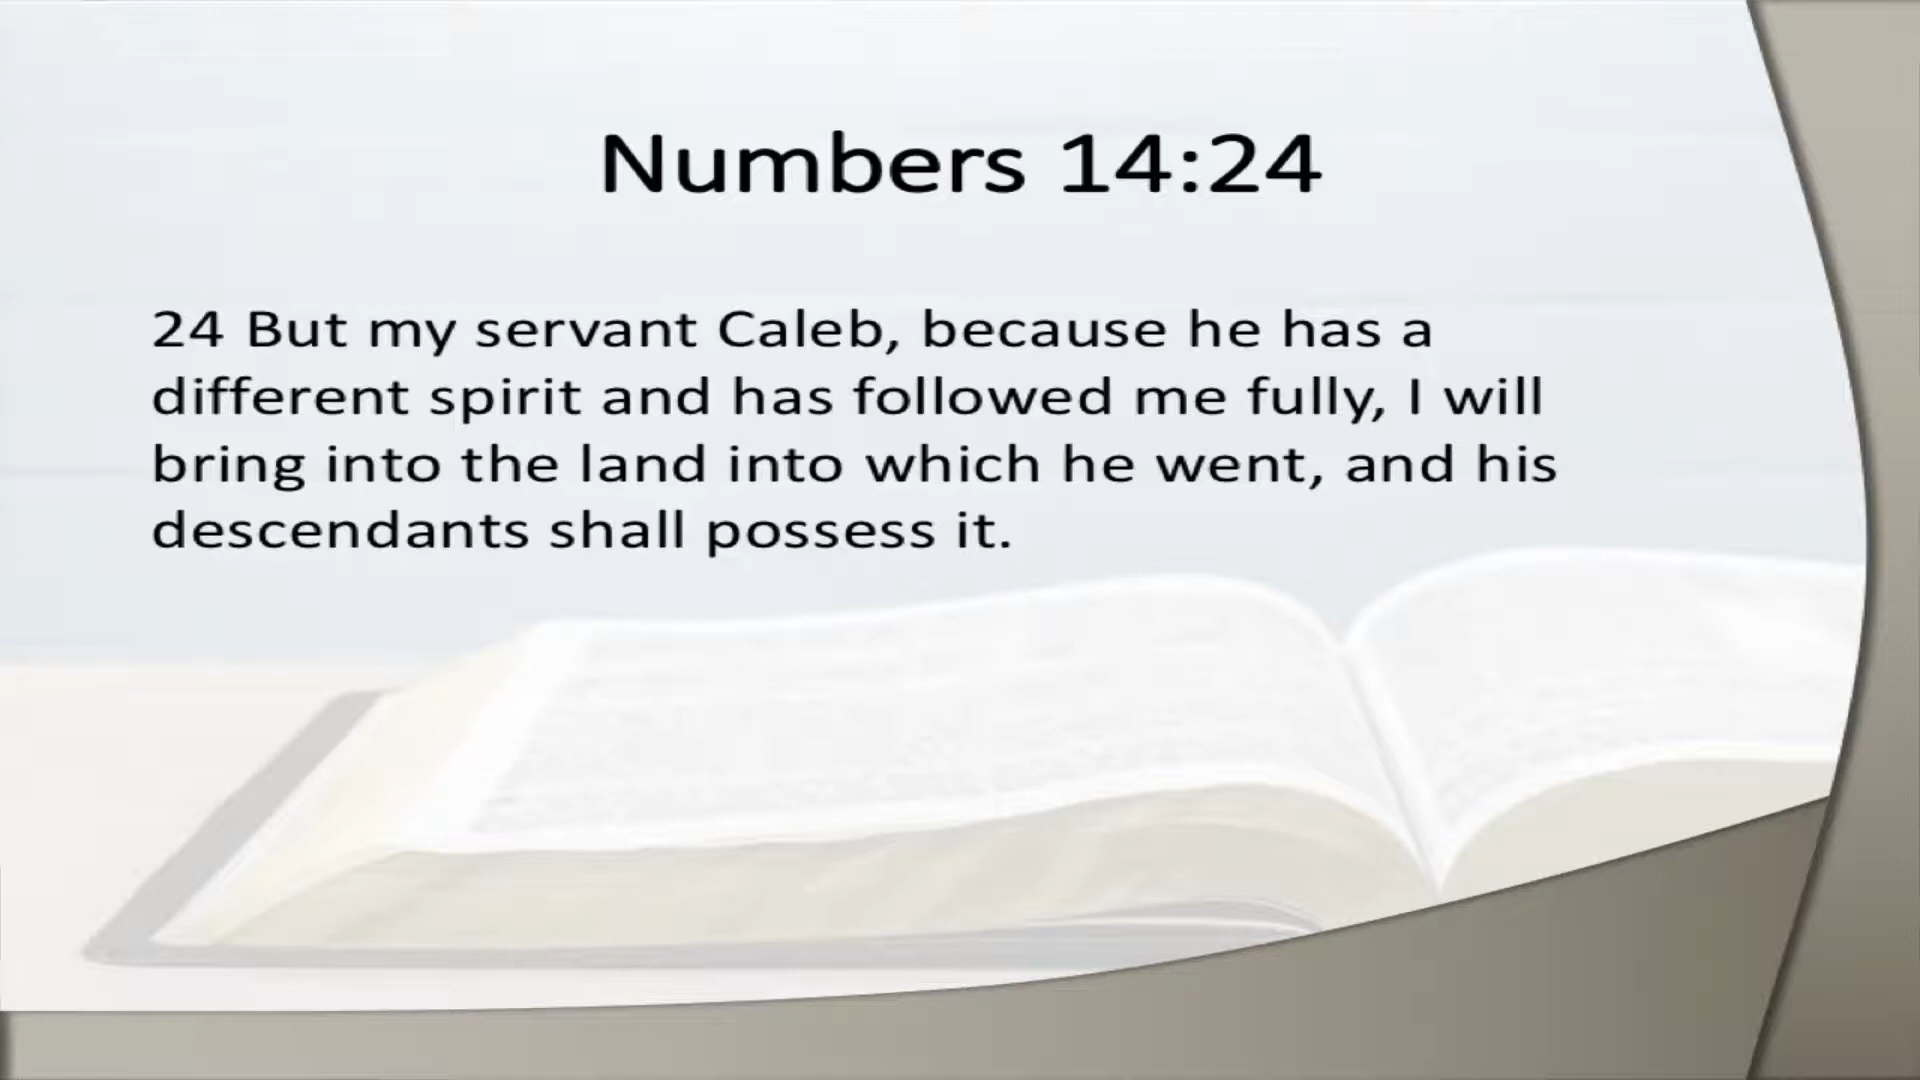 Numbers 14:24
24 But my servant Caleb, because he has a
different spirit and has followed me fully, I will
bring into the land into which he went, and his
descendants shall possess it.